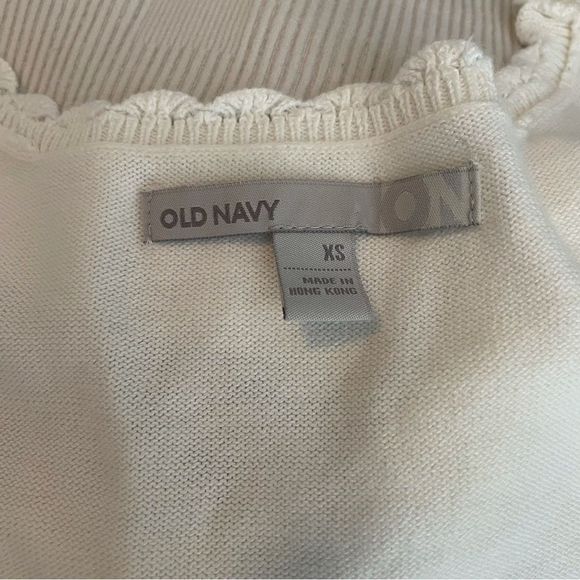 OLD NAVY ON
XS
MADE IN
HONG KONG